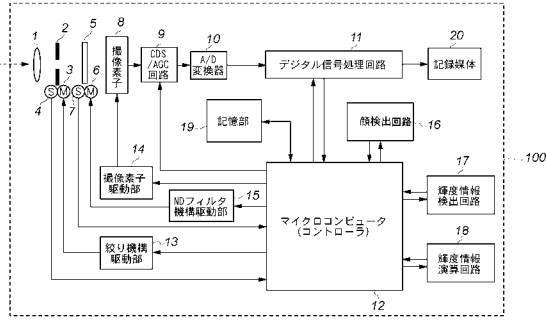 1
2
5
8
9
10
11
20
撮像素子
CDS
/AGC
回路
A/D
変換器
デジタル信号処理回路
記録媒体
S
M
S
M
3
6
4
7
19
記憶部
顔検出回路
16
100
14
撮像素子
駆動部
15
NDフィルタ
機構駆動部
マイクロコンピュータ
(コントローラ)
17
輝度情報
検出回路
絞り機構
駆動部
13
18
輝度情報
演算回路
12